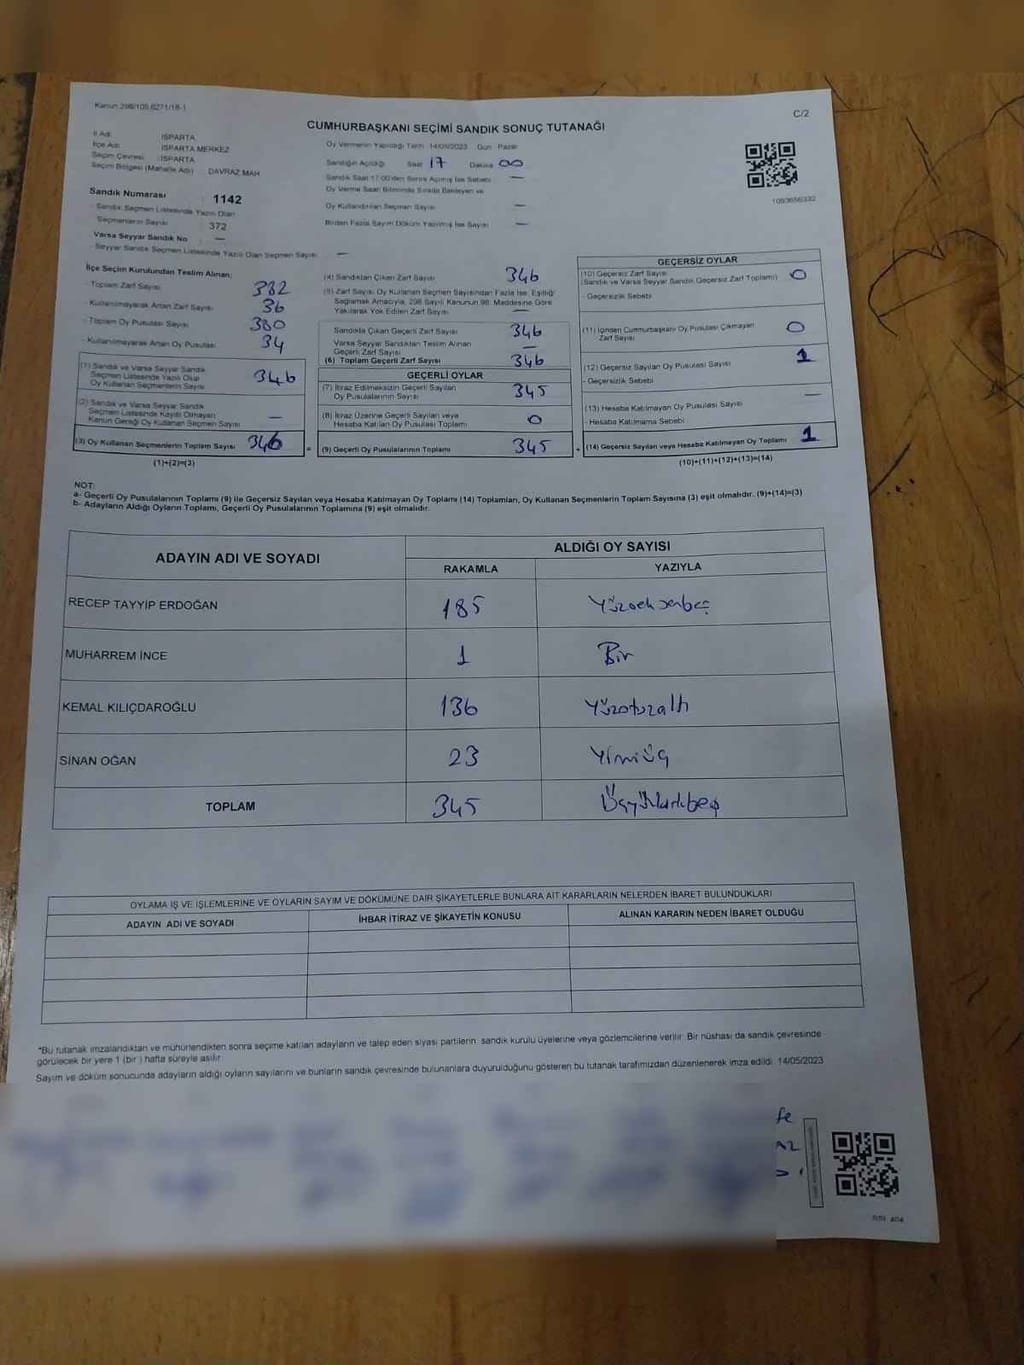 Kanun 298/105,6271/18-1
C/2
CUMHURBAŞKANI SEÇİMİ SANDIK SONUÇ TUTANAĞI
İl Adı : ISPARTA
İlçe Adı : ISPARTA MERKEZ
Seçim Çevresi : ISPARTA
Seçim Bölgesi (Mahalle Adı) DAVRAZ MAH
Oy Vermenin Yapıldığı Tarih 14/05/2023 Gün Pazar
Sandığın Açıldığı Saat 17 Dakika 00
Sandık Saat 17:00'den Sonra Açılmış İse Sebebi —
Oy Verme Saati Bitiminde Sırada Bekleyen ve
Oy Kullandırılan Seçmen Sayısı —
Birden Fazla Sayım Döküm Yapılmış İse Sayısı —
1093656332
Sandık Numarası 1142
- Sandık Seçmen Listesinde Yazılı Olan
Seçmenlerin Sayısı 372
Varsa Seyyar Sandık No —
- Seyyar Sandık Seçmen Listesinde Yazılı Olan Seçmen Sayısı —
İlçe Seçim Kurulundan Teslim Alınan;
- Toplam Zarf Sayısı 382
- Kullanılmayarak Artan Zarf Sayısı 36
- Toplam Oy Pusulası Sayısı 380
- Kullanılmayarak Artan Oy Pusulası 34
(1) Sandık ve Varsa Seyyar Sandık
Seçmen Listesinde Yazılı Olup
Oy Kullanan Seçmenlerin Sayısı 346
(2) Sandık ve Varsa Seyyar Sandık
Seçmen Listesinde Kayıtlı Olmayan
Kanun Gereği Oy Kullanan Seçmen Sayısı —
(3) Oy Kullanan Seçmenlerin Toplam Sayısı 346
(1)+(2)=(3)
(4) Sandıktan Çıkan Zarf Sayısı 346
(5) Zarf Sayısı, Oy Kullanan Seçmen Sayısından Fazla İse, Eşitliği
Sağlamak Amacıyla, 298 Sayılı Kanunun 98. Maddesine Göre
Yakılarak Yok Edilen Zarf Sayısı —
Sandıkta Çıkan Geçerli Zarf Sayısı 346
Varsa Seyyar Sandıktan Teslim Alınan
Geçerli Zarf Sayısı —
(6) Toplam Geçerli Zarf Sayısı 346
GEÇERLİ OYLAR
(7) İtiraz Edilmeksizin Geçerli Sayılan
Oy Pusulalarının Sayısı 345
(8) İtiraz Üzerine Geçerli Sayılan veya
Hesaba Katılan Oy Pusulası Toplamı 0
= (9) Geçerli Oy Pusulalarının Toplamı 345
GEÇERSİZ OYLAR
(10) Geçersiz Zarf Sayısı
(Sandık ve Varsa Seyyar Sandık Geçersiz Zarf Toplamı) 0
- Geçersizlik Sebebi
(11) İçinden Cumhurbaşkanı Oy Pusulası Çıkmayan
Zarf Sayısı 0
(12) Geçersiz Sayılan Oy Pusulası Sayısı 1
- Geçersizlik Sebebi
(13) Hesaba Katılmayan Oy Pusulası Sayısı —
- Hesaba Katılmama Sebebi
+ (14) Geçersiz Sayılan veya Hesaba Katılmayan Oy Toplamı 1
(10)+(11)+(12)+(13)=(14)
NOT:
a- Geçerli Oy Pusulalarının Toplamı (9) ile Geçersiz Sayılan veya Hesaba Katılmayan Oy Toplamı (14) Toplamları, Oy Kullanan Seçmenlerin Toplam Sayısına (3) eşit olmalıdır. (9)+(14)=(3)
b- Adayların Aldığı Oyların Toplamı, Geçerli Oy Pusulalarının Toplamına (9) eşit olmalıdır.
ADAYIN ADI VE SOYADI
ALDIĞI OY SAYISI
RAKAMLA YAZIYLA
RECEP TAYYİP ERDOĞAN 185 Yüzseksenbeş
MUHARREM İNCE 1 Bir
KEMAL KILIÇDAROĞLU 136 Yüzotuzaltı
SİNAN OĞAN 23 Yirmiüç
TOPLAM 345 Üçyüzkırkbeş
OYLAMA İŞ VE İŞLEMLERİNE VE OYLARIN SAYIM VE DÖKÜMÜNE DAİR ŞİKAYETLERLE BUNLARA AİT KARARLARIN NELERDEN İBARET BULUNDUKLARI
ADAYIN ADI VE SOYADI İHBAR İTİRAZ VE ŞİKAYETİN KONUSU ALINAN KARARIN NEDEN İBARET OLDUĞU
*Bu tutanak imzalandıktan ve mühürlendikten sonra seçime katılan adayların ve talep eden siyasi partilerin sandık kurulu üyelerine veya gözlemcilerine verilir. Bir nüshası da sandık çevresinde
görülecek bir yere 1 (bir ) hafta süreyle asılır.
Sayım ve döküm sonucunda adayların aldığı oyların sayılarını ve bunların sandık çevresinde bulunanlara duyurulduğunu gösteren bu tutanak tarafımızdan düzenlenerek imza edildi. 14/05/2023